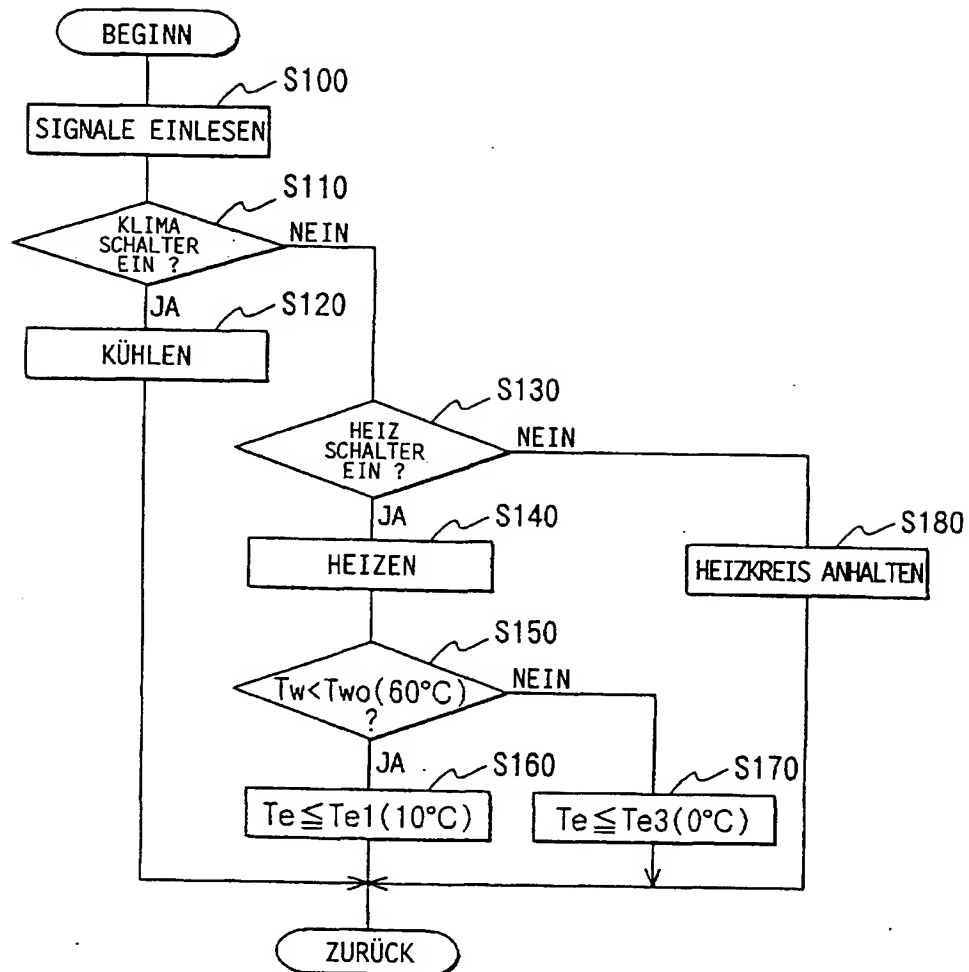 BEGINN
S100
SIGNALE EINLESEN
S110
KLIMA
SCHALTER
EIN ?
NEIN
JA
S120
KÜHLEN
S130
HEIZ
SCHALTER
EIN ?
NEIN
JA
S140
HEIZEN
S180
HEIZKREIS ANHALTEN
S150
Tw<Two(60°C)
?
NEIN
JA
S160
Te≦Te1(10°C)
S170
Te≦Te3(0°C)
ZURÜCK